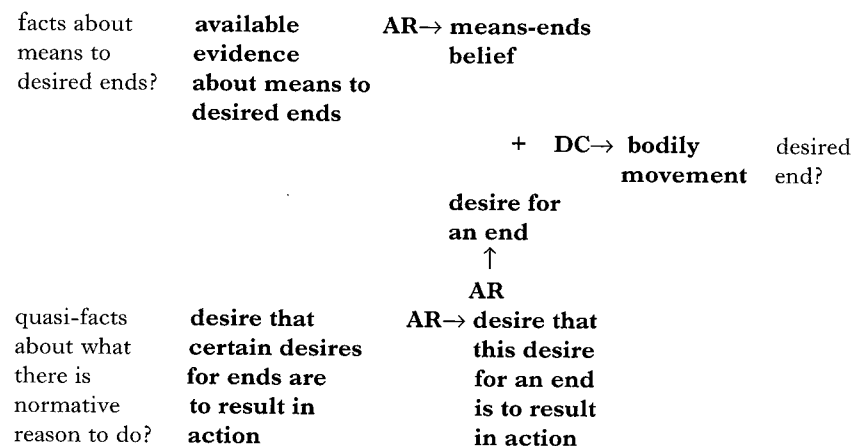 facts about available AR→ means-ends
means to evidence belief
desired ends? about means to
desired ends
+ DC→ bodily desired
movement end?
desire for
an end
↑
AR
quasi-facts desire that AR→ desire that
about what certain desires this desire
there is for ends are for an end
normative to result in is to result
reason to do? action in action